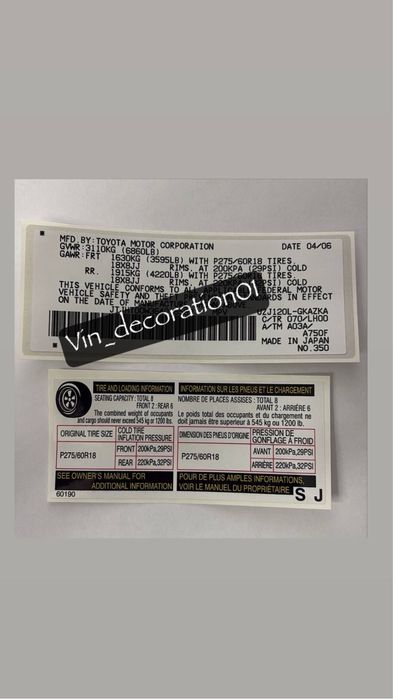 MFD.BY:TOYOTA MOTOR CORPORATION DATE 04/06
GVWR:3110KG (6860LB)
GAWR:FRT 1630KG (3595LB) WITH P275/60R18 TIRES,
18X8JJ RIMS, AT 200KPA (29PSI) COLD
RR. 1915KG (4220LB) WITH P275/60R18 TIRES,
18X8JJ RIMS, AT 220KPA COLD
THIS VEHICLE CONFORMS TO ALL FEDERAL MOTOR
VEHICLE SAFETY AND THEFT IN EFFECT
ON THE DATE OF MANUFACTURE
Vin_decoration01
MPV UZJ120L-GKAZKA
C/TR 070/LH00
A/TM A03A/
A750F
MADE IN JAPAN
NO.350
TIRE AND LOADING INFORMATION
SEATING CAPACITY : TOTAL 8
FRONT 2 : REAR 6
The combined weight of occupants
and cargo should never exceed 545 kg or 1200 lb.
ORIGINAL TIRE SIZE COLD TIRE
INFLATION PRESSURE
P275/60R18 FRONT 200kPa,29PSI
REAR 220kPa,32PSI
SEE OWNER'S MANUAL FOR
ADDITIONAL INFORMATION
60190
INFORMATION SUR LES PNEUS ET LE CHARGEMENT
NOMBRE DE PLACES ASSISES : TOTAL 8
AVANT 2 : ARRIÈRE 6
Le poids total des occupants et du chargement ne
doit jamais être superieur à 545 kg ou 1200 lb.
DIMENSION DES PNEUS D'ORIGINE PRESSION DE
GONFLAGE À FROID
P275/60R18 AVANT 200kPa,29PSI
ARRIÈRE 220kPa,32PSI
POUR DE PLUS AMPLES INFORMATIONS,
VOIR LE MANUEL DU PROPRIÉTAIRE
S J